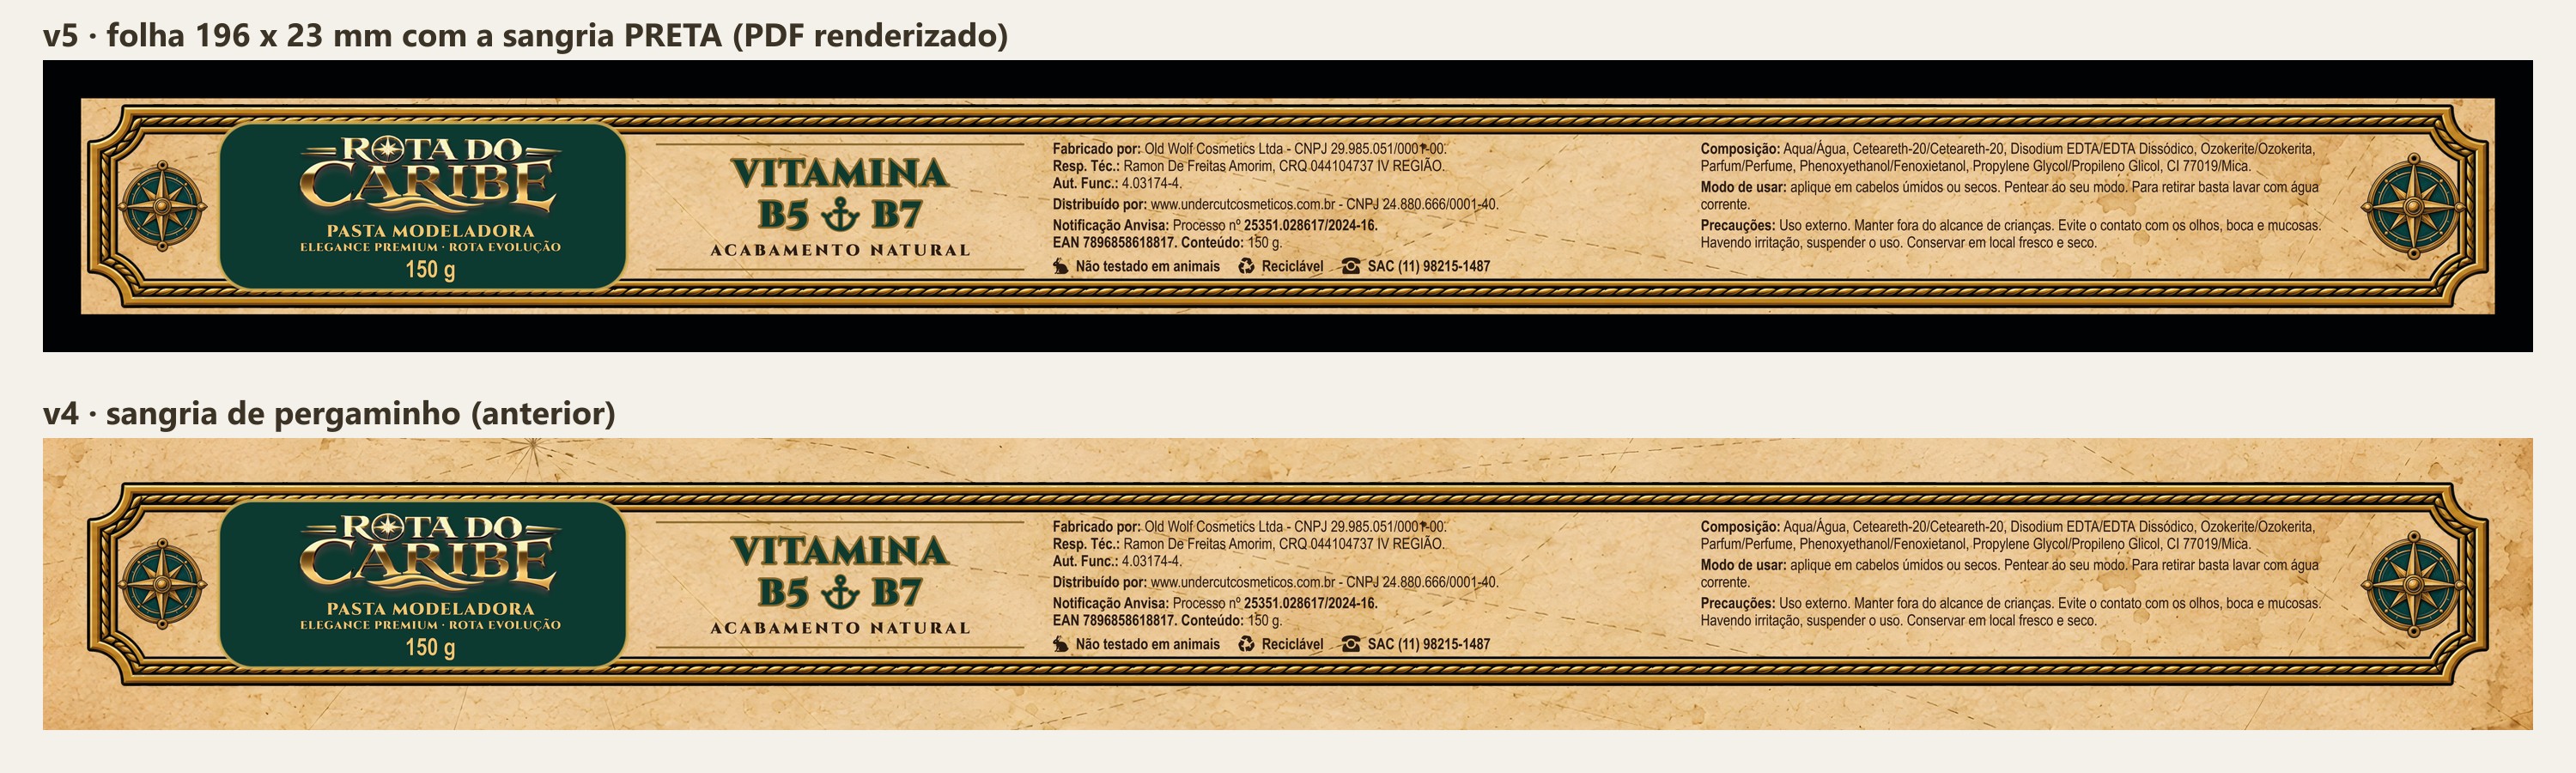 v5 · folha 196 x 23 mm com a sangria PRETA (PDF renderizado)
ROTA DO
CARIBE
PASTA MODELADORA
ELEGANCE PREMIUM · ROTA EVOLUÇÃO
150 g
VITAMINA
B5 B7
ACABAMENTO NATURAL
Fabricado por: Old Wolf Cosmetics Ltda - CNPJ 29.985.051/0001-00.
Resp. Téc.: Ramon De Freitas Amorim, CRQ 044104737 IV REGIÃO.
Aut. Func.: 4.03174-4.
Distribuído por: www.undercutcosmeticos.com.br - CNPJ 24.880.666/0001-40.
Notificação Anvisa: Processo nº 25351.028617/2024-16.
EAN 7896858618817. Conteúdo: 150 g.
Não testado em animais Reciclável SAC (11) 98215-1487
Composição: Aqua/Água, Ceteareth-20/Ceteareth-20, Disodium EDTA/EDTA Dissódico, Ozokerite/Ozokerita,
Parfum/Perfume, Phenoxyethanol/Fenoxietanol, Propylene Glycol/Propileno Glicol, CI 77019/Mica.
Modo de usar: aplique em cabelos úmidos ou secos. Pentear ao seu modo. Para retirar basta lavar com água
corrente.
Precauções: Uso externo. Manter fora do alcance de crianças. Evite o contato com os olhos, boca e mucosas.
Havendo irritação, suspender o uso. Conservar em local fresco e seco.
v4 · sangria de pergaminho (anterior)
ROTA DO
CARIBE
PASTA MODELADORA
ELEGANCE PREMIUM · ROTA EVOLUÇÃO
150 g
VITAMINA
B5 B7
ACABAMENTO NATURAL
Fabricado por: Old Wolf Cosmetics Ltda - CNPJ 29.985.051/0001-00.
Resp. Téc.: Ramon De Freitas Amorim, CRQ 044104737 IV REGIÃO.
Aut. Func.: 4.03174-4.
Distribuído por: www.undercutcosmeticos.com.br - CNPJ 24.880.666/0001-40.
Notificação Anvisa: Processo nº 25351.028617/2024-16.
EAN 7896858618817. Conteúdo: 150 g.
Não testado em animais Reciclável SAC (11) 98215-1487
Composição: Aqua/Água, Ceteareth-20/Ceteareth-20, Disodium EDTA/EDTA Dissódico, Ozokerite/Ozokerita,
Parfum/Perfume, Phenoxyethanol/Fenoxietanol, Propylene Glycol/Propileno Glicol, CI 77019/Mica.
Modo de usar: aplique em cabelos úmidos ou secos. Pentear ao seu modo. Para retirar basta lavar com água
corrente.
Precauções: Uso externo. Manter fora do alcance de crianças. Evite o contato com os olhos, boca e mucosas.
Havendo irritação, suspender o uso. Conservar em local fresco e seco.